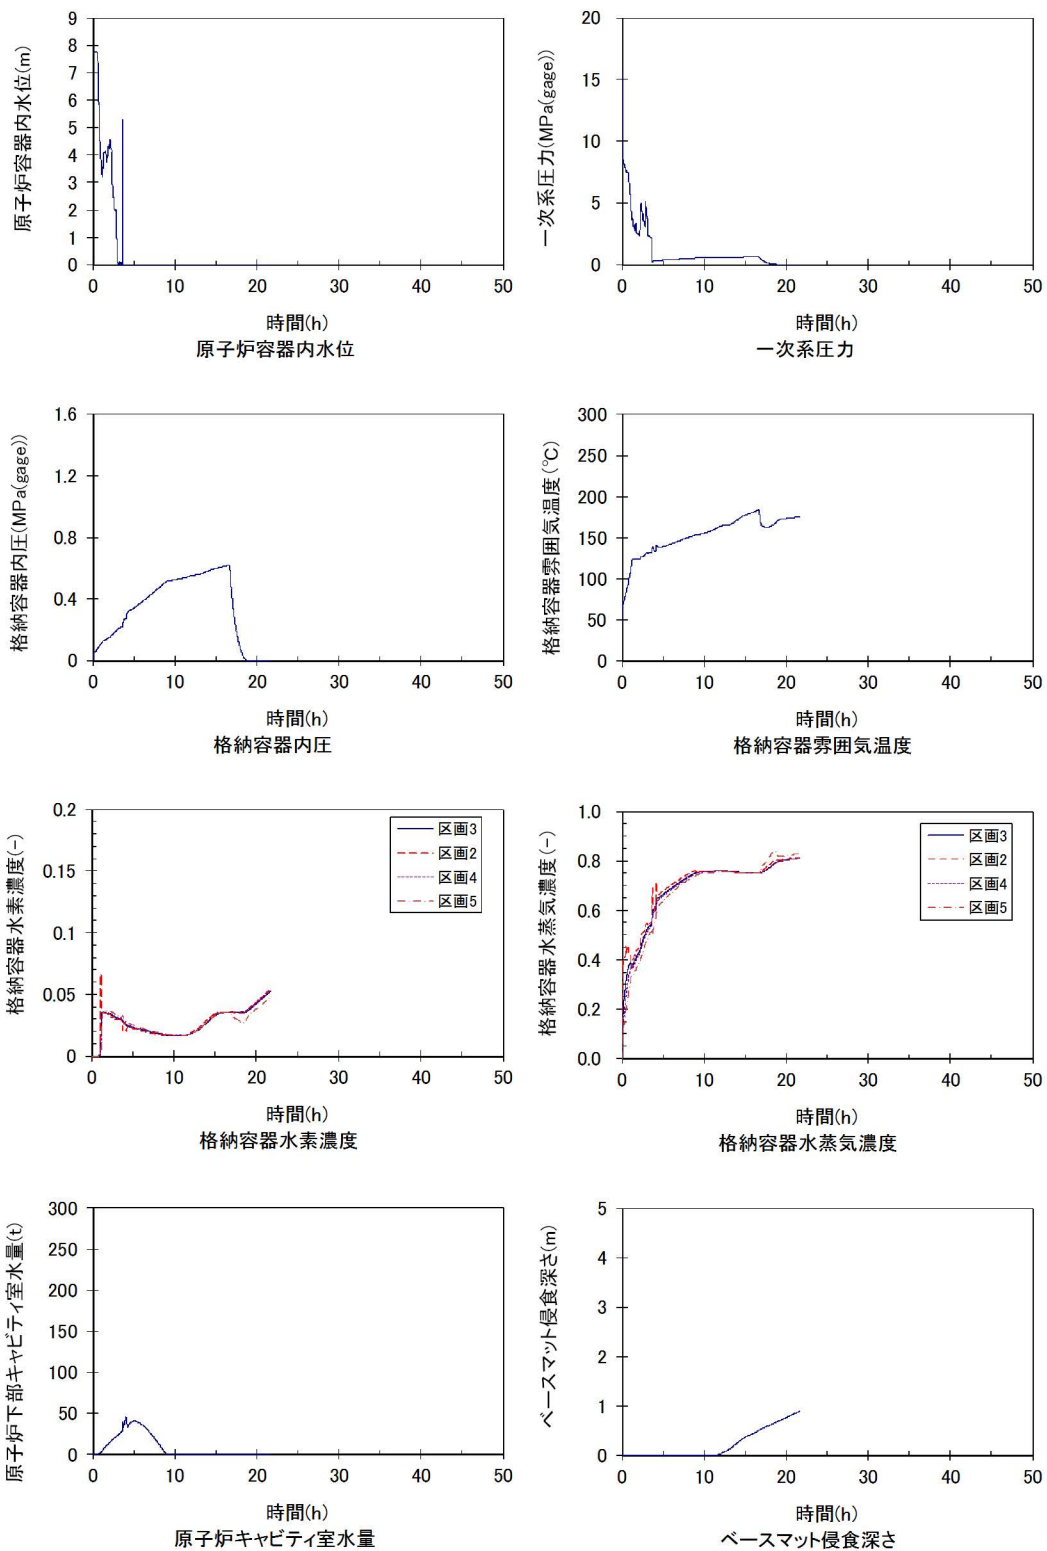 原子炉容器内水位(m)
9
8
7
6
5
4
3
2
1
0
0 10 20 30 40 50
時間(h)
原子炉容器内水位
一次系圧力(MPa(gage))
20
15
10
5
0
0 10 20 30 40 50
時間(h)
一次系圧力
格納容器内圧(MPa(gage))
1.6
1.2
0.8
0.4
0
0 10 20 30 40 50
時間(h)
格納容器内圧
格納容器雰囲気温度(℃)
300
250
200
150
100
50
0
0 10 20 30 40 50
時間(h)
格納容器雰囲気温度
格納容器水素濃度(-)
0.2
0.15
0.1
0.05
0
区画3
区画2
区画4
区画5
0 10 20 30 40 50
時間(h)
格納容器水素濃度
格納容器水蒸気濃度(-)
1.0
0.8
0.6
0.4
0.2
0.0
区画3
区画2
区画4
区画5
0 10 20 30 40 50
時間(h)
格納容器水蒸気濃度
原子炉下部キャビティ室水量(t)
300
250
200
150
100
50
0
0 10 20 30 40 50
時間(h)
原子炉キャビティ室水量
ベースマット侵食深さ(m)
5
4
3
2
1
0
0 10 20 30 40 50
時間(h)
ベースマット侵食深さ